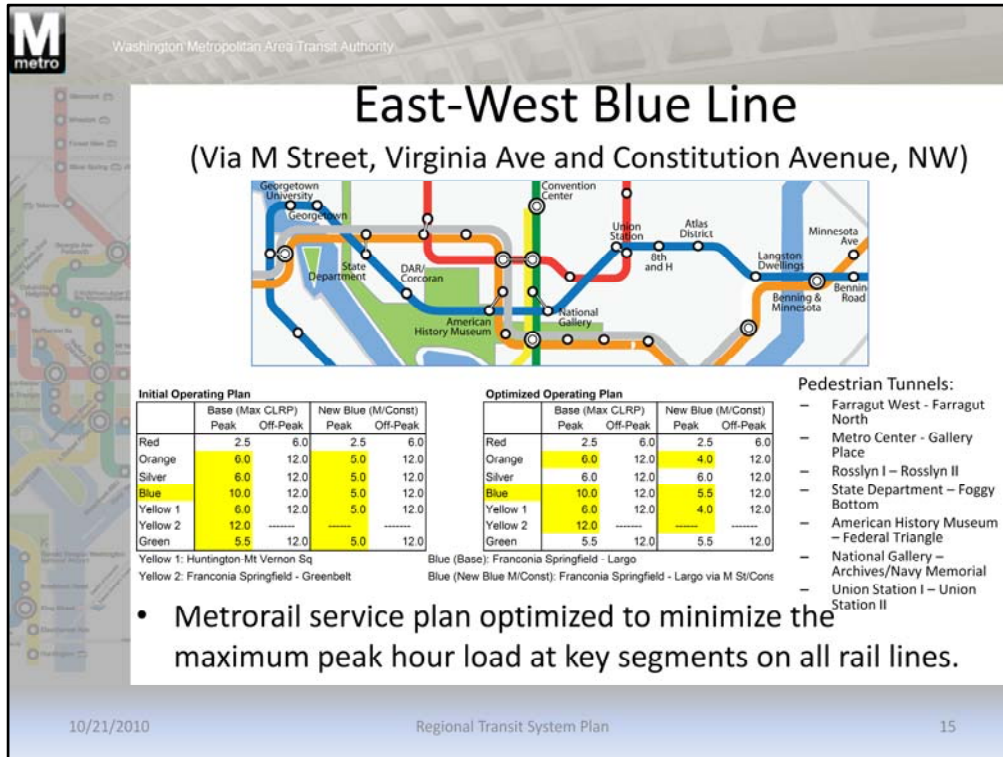 M
metro
Washington Metropolitan Area Transit Authority
East-West Blue Line
(Via M Street, Virginia Ave and Constitution Avenue, NW)
Georgetown
University
Georgetown
State
Department
DAR/
Corcoran
American
History Museum
National
Gallery
Convention
Center
Union
Station
8th
and H
Atlas
District
Langston
Dwellings
Benning &
Minnesota
Minnesota
Ave
Bennin
Road
Initial Operating Plan
Base (Max CLRP) New Blue (M/Const)
Peak Off-Peak Peak Off-Peak
Red 2.5 6.0 2.5 6.0
Orange 6.0 12.0 5.0 12.0
Silver 6.0 12.0 5.0 12.0
Blue 10.0 12.0 5.0 12.0
Yellow 1 6.0 12.0 5.0 12.0
Yellow 2 12.0 ------- ------ -------
Green 5.5 12.0 5.0 12.0
Yellow 1: Huntington-Mt Vernon Sq
Yellow 2: Franconia Springfield - Greenbelt
Optimized Operating Plan
Base (Max CLRP) New Blue (M/Const)
Peak Off-Peak Peak Off-Peak
Red 2.5 6.0 2.5 6.0
Orange 6.0 12.0 4.0 12.0
Silver 6.0 12.0 6.0 12.0
Blue 10.0 12.0 5.5 12.0
Yellow 1 6.0 12.0 4.0 12.0
Yellow 2 12.0 ------- ------ -------
Green 5.5 12.0 5.5 12.0
Blue (Base): Franconia Springfield - Largo
Blue (New Blue M/Const): Franconia Springfield - Largo via M St/Cons
Pedestrian Tunnels:
– Farragut West - Farragut
North
– Metro Center - Gallery
Place
– Rosslyn I – Rosslyn II
– State Department – Foggy
Bottom
– American History Museum
– Federal Triangle
– National Gallery –
Archives/Navy Memorial
– Union Station I – Union
Station II
• Metrorail service plan optimized to minimize the
maximum peak hour load at key segments on all rail lines.
10/21/2010
Regional Transit System Plan
15